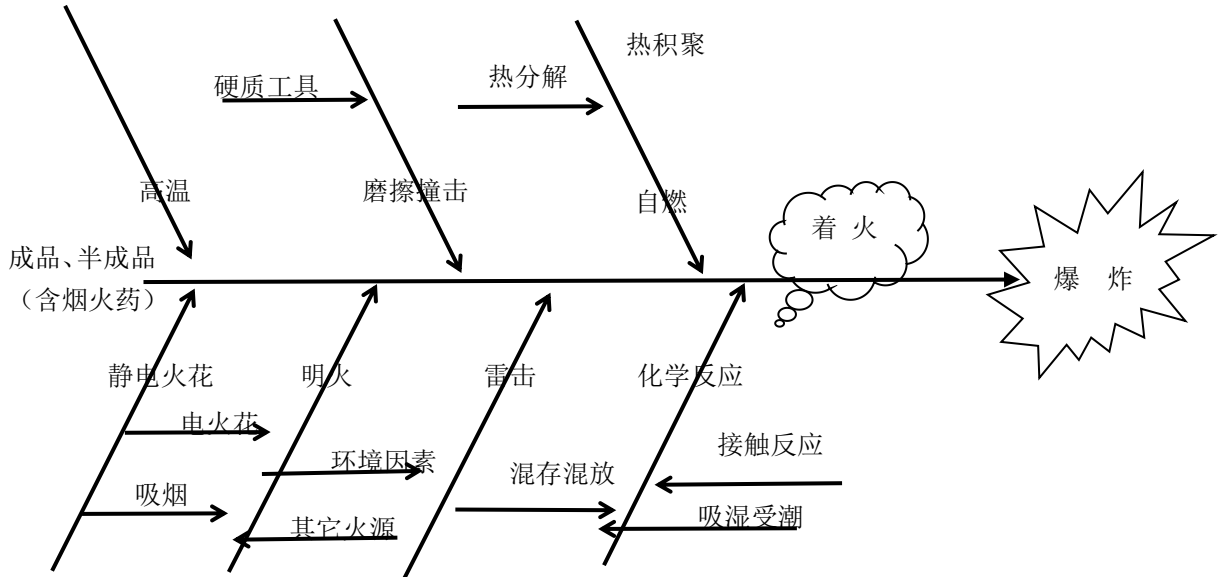 热积聚
热分解
硬质工具
高温
磨擦撞击
自燃
着 火
成品、半成品
（含烟火药）
爆 炸
静电火花
明火
雷击
化学反应
电火花
接触反应
环境因素
混存混放
吸烟
吸湿受潮
其它火源